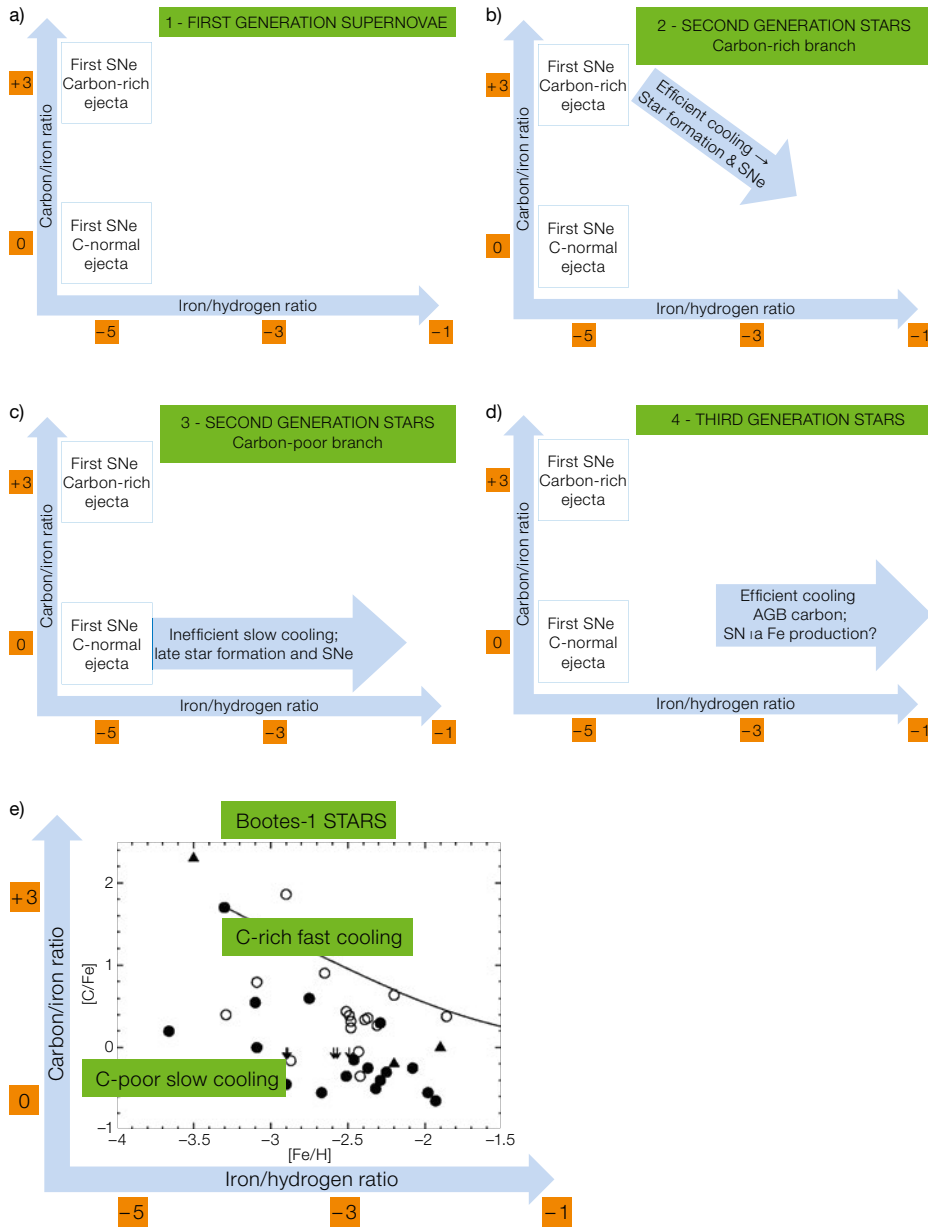 a)
1 - FIRST GENERATION SUPERNOVAE
+3
Carbon/iron ratio
First SNe
Carbon-rich
ejecta
0
First SNe
C-normal
ejecta
Iron/hydrogen ratio
−5
−3
−1
b)
2 - SECOND GENERATION STARS
Carbon-rich branch
+3
Carbon/iron ratio
First SNe
Carbon-rich
ejecta
Efficient cooling →
Star formation & SNe
0
First SNe
C-normal
ejecta
Iron/hydrogen ratio
−5
−3
−1
c)
3 - SECOND GENERATION STARS
Carbon-poor branch
+3
Carbon/iron ratio
First SNe
Carbon-rich
ejecta
0
First SNe
C-normal
ejecta
Inefficient slow cooling;
late star formation and SNe
Iron/hydrogen ratio
−5
−3
−1
d)
4 - THIRD GENERATION STARS
+3
Carbon/iron ratio
First SNe
Carbon-rich
ejecta
0
First SNe
C-normal
ejecta
Efficient cooling
AGB carbon;
SN Ia Fe production?
Iron/hydrogen ratio
−5
−3
−1
e)
Bootes-1 STARS
+3
Carbon/iron ratio
0
[C/Fe]
2
1
0
−1
C-rich fast cooling
C-poor slow cooling
−4
−3.5
−3
−2.5
−2
−1.5
[Fe/H]
Iron/hydrogen ratio
−5
−3
−1